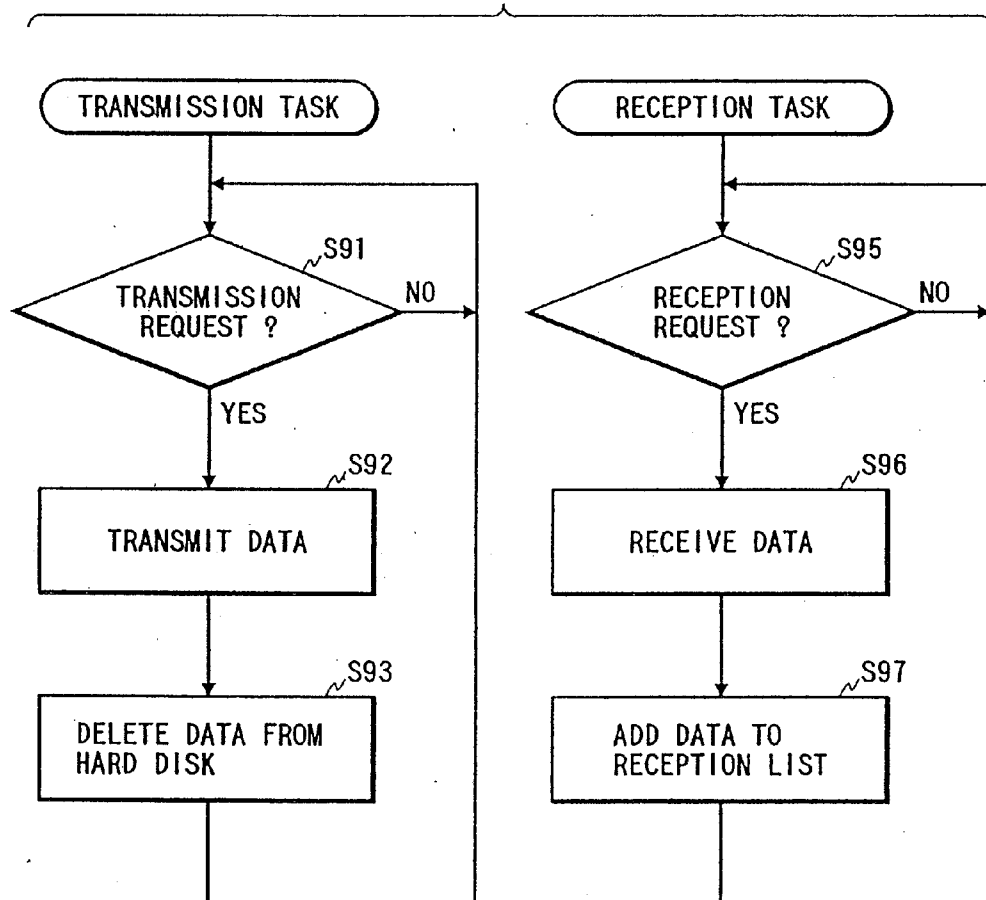 TRANSMISSION TASK
S91
TRANSMISSION
REQUEST ?
NO
YES
S92
TRANSMIT DATA
S93
DELETE DATA FROM
HARD DISK
RECEPTION TASK
S95
RECEPTION
REQUEST ?
NO
YES
S96
RECEIVE DATA
S97
ADD DATA TO
RECEPTION LIST